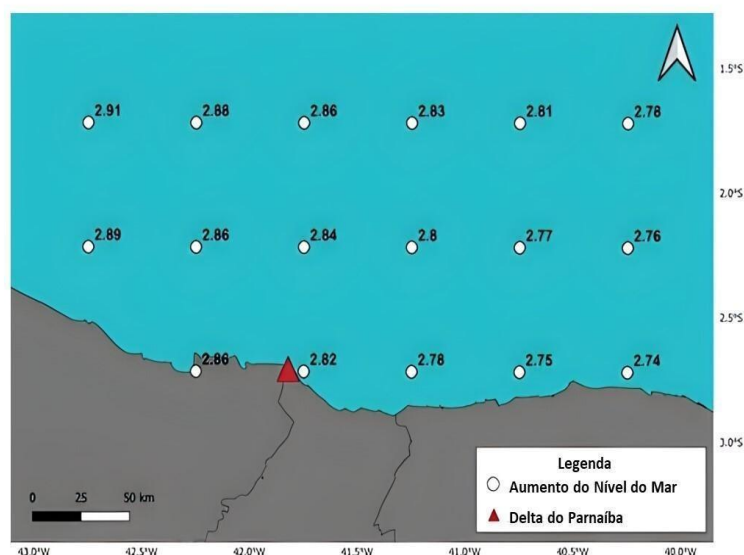 1.5°S
2.91 2.88 2.86 2.83 2.81 2.78
2.0°S
2.89 2.86 2.84 2.8 2.77 2.76
2.5°S
2.86 2.82 2.78 2.75 2.74
3.0°S
Legenda
Aumento do Nível do Mar
Delta do Parnaíba
0 25 50 km
43.0°W 42.5°W 42.0°W 41.5°W 41.0°W 40.5°W 40.0°W